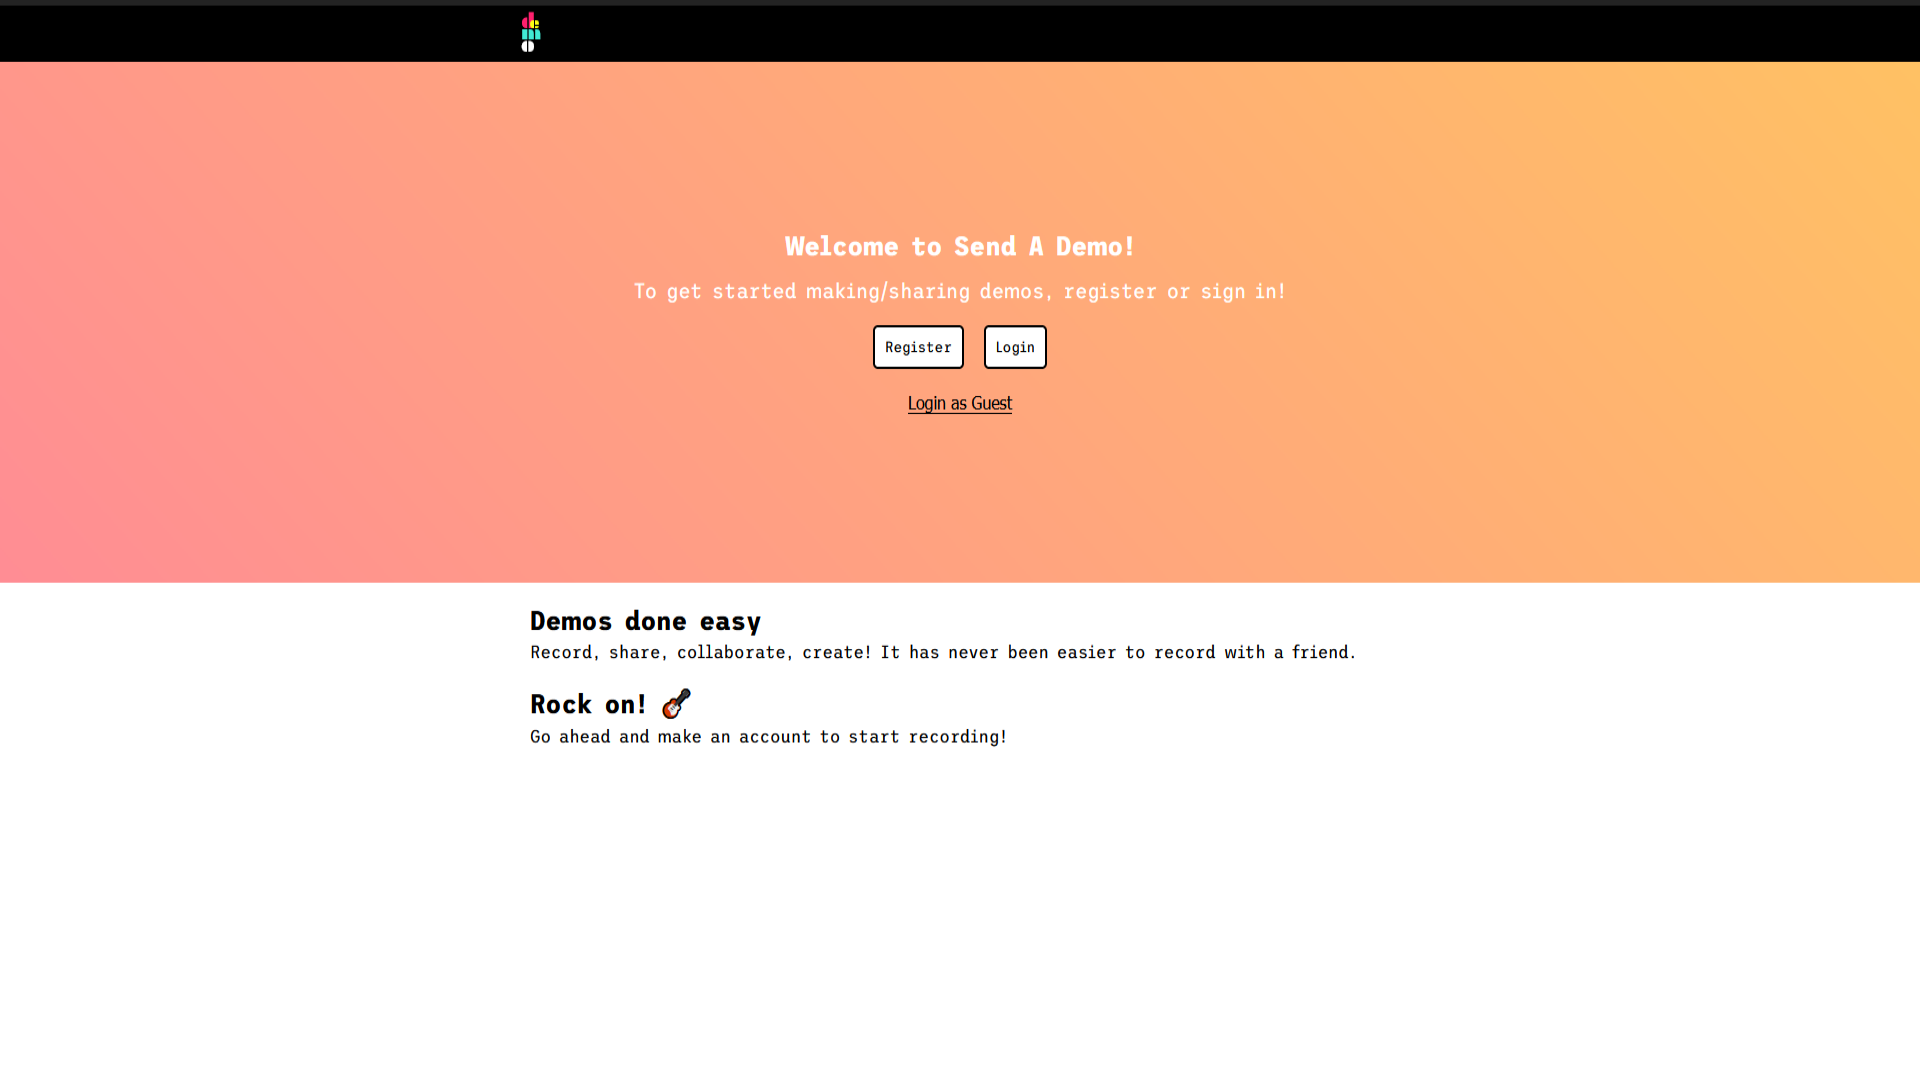 de
m
o
Welcome to Send A Demo!
To get started making/sharing demos, register or sign in!
Register Login
Login as Guest
Demos done easy
Record, share, collaborate, create! It has never been easier to record with a friend.
Rock on! 🎸
Go ahead and make an account to start recording!